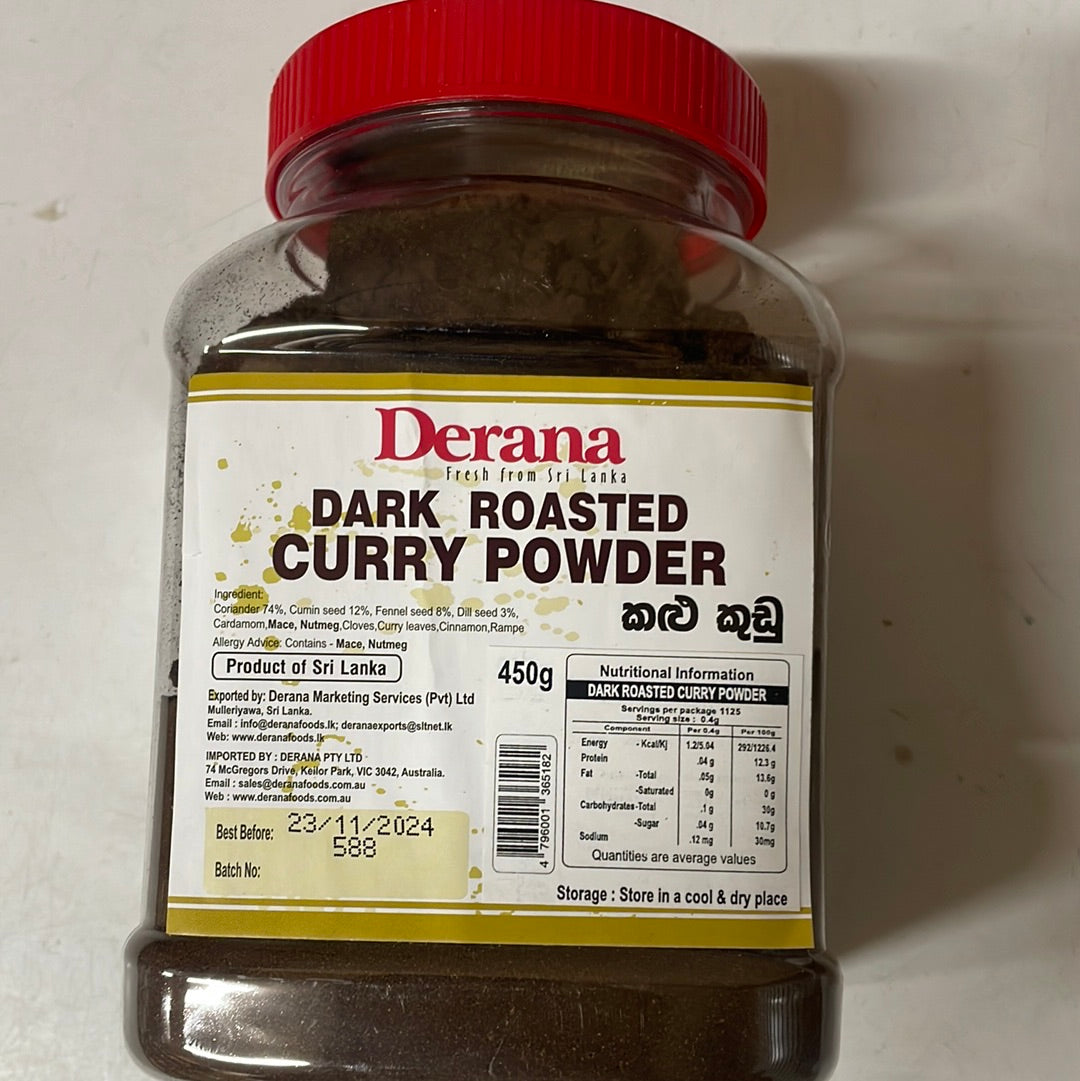 Derana
Fresh from Sri Lanka
DARK ROASTED
CURRY POWDER
කළු කුඩු
Ingredient:
Coriander 74%, Cumin seed 12%, Fennel seed 8%, Dill seed 3%,
Cardamom,Mace, Nutmeg,Cloves,Curry leaves,Cinnamon,Rampe
Allergy Advice: Contains - Mace, Nutmeg
Product of Sri Lanka
Exported by: Derana Marketing Services (Pvt) Ltd
Mulleriyawa, Sri Lanka.
Email : info@deranafoods.lk; deranaexports@sltnet.lk
Web: www.deranafoods.lk
IMPORTED BY : DERANA PTY LTD
74 McGregors Drive, Keilor Park, VIC 3042, Australia.
Email : sales@deranafoods.com.au
Web : www.deranafoods.com.au
Best Before: 23/11/2024
588
Batch No:
450g
4 796001 365182
Nutritional Information
DARK ROASTED CURRY POWDER
Servings per package 1125
Serving size : 0.4g
Component Per 0.4g Per 100g
Energy - Kcal/Kj 1.2/5.04 292/1226.4
Protein .04 g 12.3 g
Fat -Total .05g 13.6g
-Saturated 0g 0 g
Carbohydrates-Total .1 g 30g
-Sugar .04 g 10.7g
Sodium .12 mg 30mg
Quantities are average values
Storage : Store in a cool & dry place